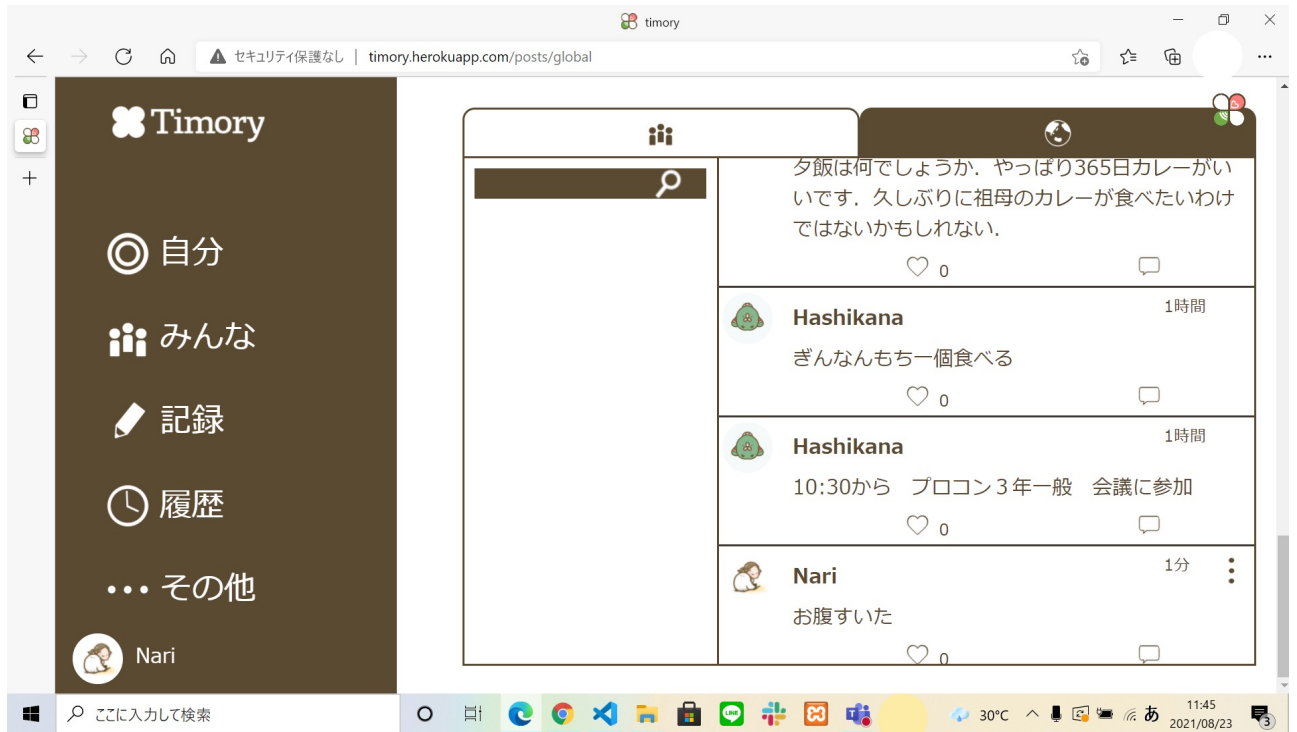 timory
セキュリティ保護なし | timory.herokuapp.com/posts/global
Timory
自分
みんな
記録
履歴
その他
Nari
夕飯は何でしょうか．やっぱり365日カレーがい
いです．久しぶりに祖母のカレーが食べたいわけ
ではないかもしれない．
0
Hashikana
1時間
ぎんなんもち一個食べる
0
Hashikana
1時間
10:30から　プロコン３年一般　会議に参加
0
Nari
1分
お腹すいた
0
ここに入力して検索
LINE
30°C
あ
11:45
2021/08/23
3